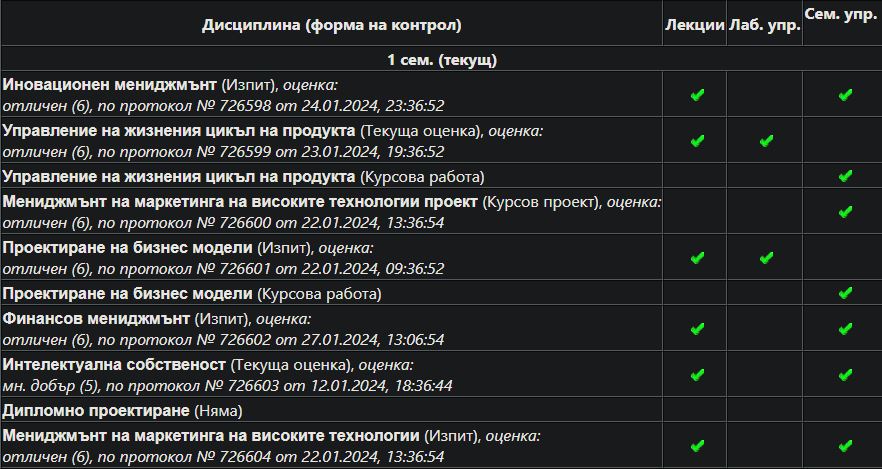 Дисциплина (форма на контрол) Лекции Лаб. упр. Сем. упр.
1 сем. (текущ)
Иновационен мениджмънт (Изпит), оценка:
отличен (6), по протокол № 726598 от 24.01.2024, 23:36:52
Управление на жизнения цикъл на продукта (Текуща оценка), оценка:
отличен (6), по протокол № 726599 от 23.01.2024, 19:36:52
Управление на жизнения цикъл на продукта (Курсова работа)
Мениджмънт на маркетинга на високите технологии проект (Курсов проект), оценка:
отличен (6), по протокол № 726600 от 22.01.2024, 13:36:54
Проектиране на бизнес модели (Изпит), оценка:
отличен (6), по протокол № 726601 от 22.01.2024, 09:36:52
Проектиране на бизнес модели (Курсова работа)
Финансов мениджмънт (Изпит), оценка:
отличен (6), по протокол № 726602 от 27.01.2024, 13:06:54
Интелектуална собственост (Текуща оценка), оценка:
мн. добър (5), по протокол № 726603 от 12.01.2024, 18:36:44
Дипломно проектиране (Няма)
Мениджмънт на маркетинга на високите технологии (Изпит), оценка:
отличен (6), по протокол № 726604 от 22.01.2024, 13:36:54